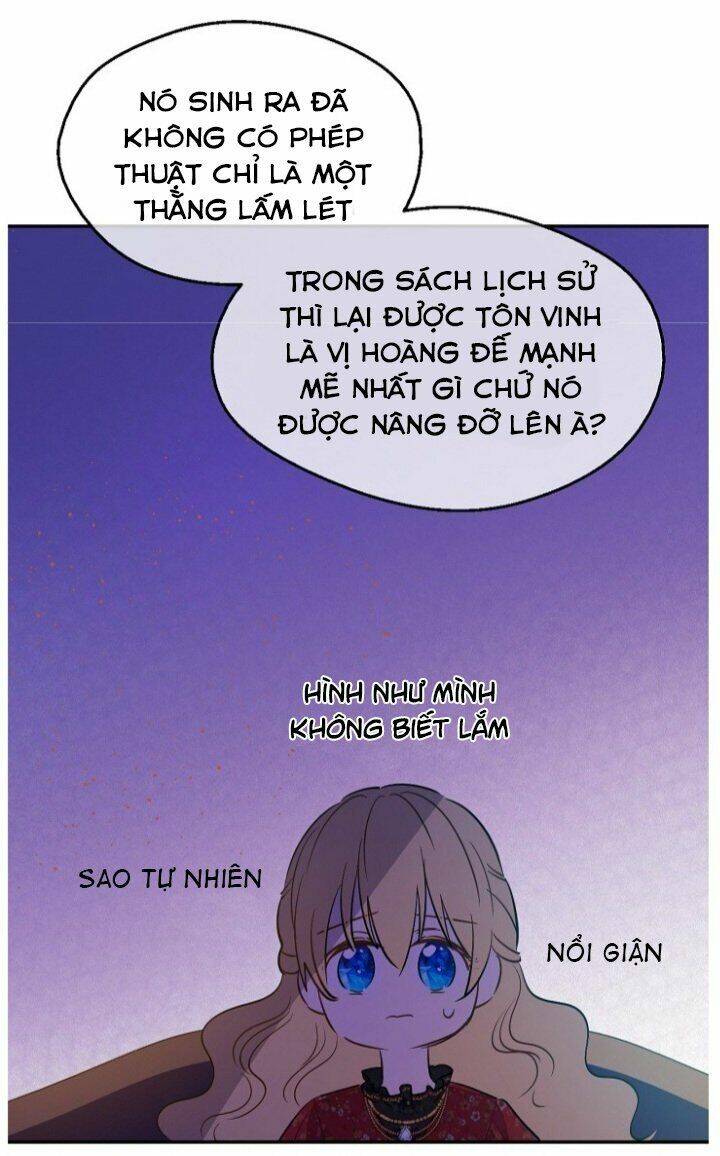 NÓ SINH RA ĐÃ
KHÔNG CÓ PHÉP
THUẬT CHỈ LÀ MỘT
THẰNG LẤM LÉT
TRONG SÁCH LỊCH SỬ
THÌ LẠI ĐƯỢC TÔN VINH
LÀ VỊ HOÀNG ĐẾ MẠNH
MẼ NHẤT GÌ CHỨ NÓ
ĐƯỢC NÂNG ĐỠ LÊN À?
HÌNH NHƯ MÌNH
KHÔNG BIẾT LẮM
SAO TỰ NHIÊN
NỔI GIẬN